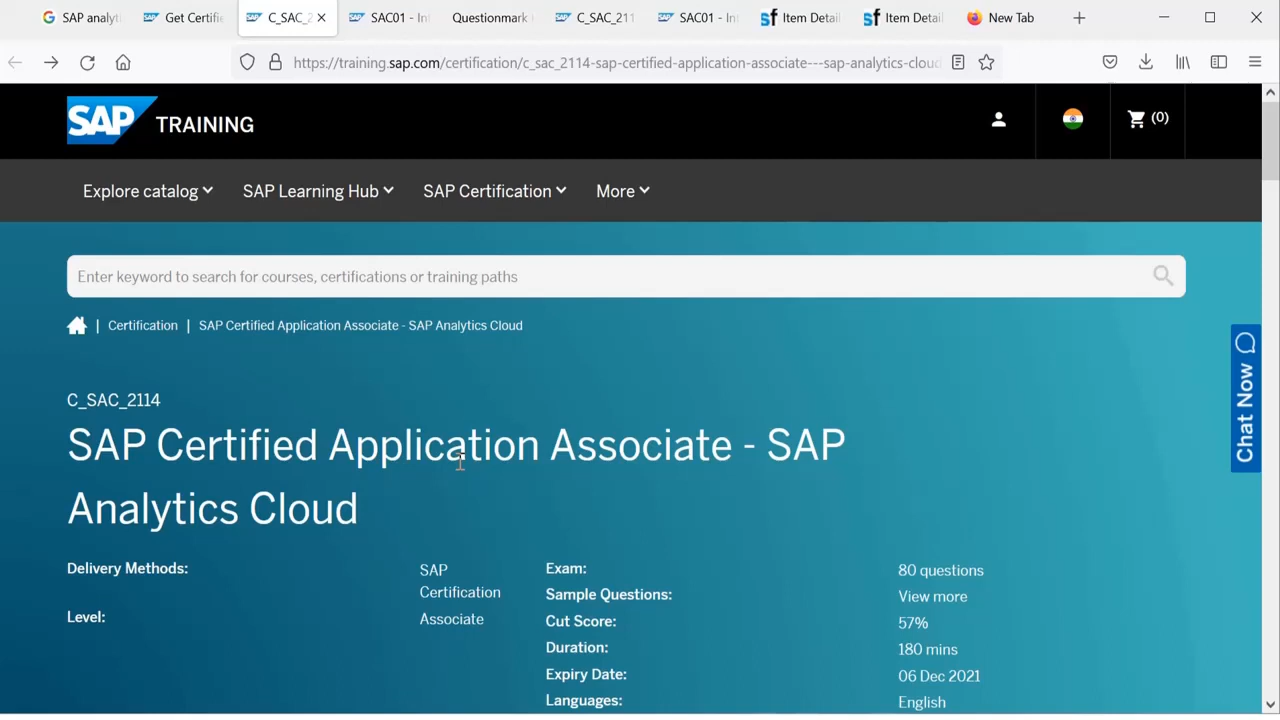 SAP analyti
Get Certifie
C_SAC_2
SAC01 - Int
Questionmark
C_SAC_211
SAC01 - Int
Item Detail
Item Detail
New Tab
https://training.sap.com/certification/c_sac_2114-sap-certified-application-associate---sap-analytics-cloud
SAP TRAINING
(0)
Explore catalog
SAP Learning Hub
SAP Certification
More
Enter keyword to search for courses, certifications or training paths
| Certification | SAP Certified Application Associate - SAP Analytics Cloud
Chat Now
C_SAC_2114
SAP Certified Application Associate - SAP
Analytics Cloud
Delivery Methods:
SAP
Certification
Level:
Associate
Exam: 80 questions
Sample Questions: View more
Cut Score: 57%
Duration: 180 mins
Expiry Date: 06 Dec 2021
Languages: English